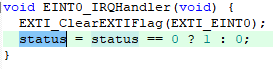 void EINT0_IRQHandler(void) {
EXTI_ClearEXTIFlag(EXTI_EINT0);
status = status == 0 ? 1 : 0;
}